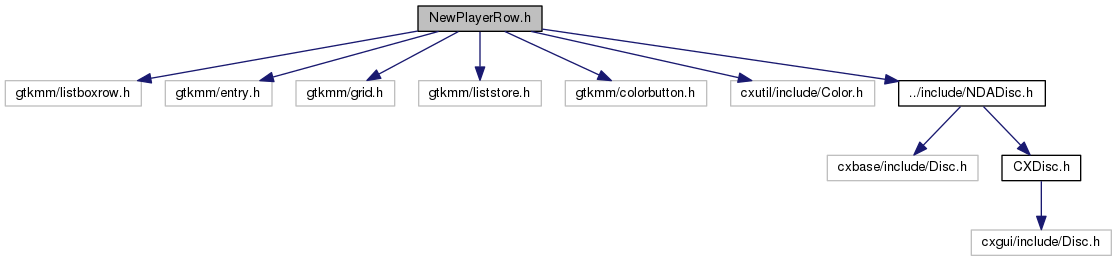 NewPlayerRow.h
gtkmm/listboxrow.h
gtkmm/entry.h
gtkmm/grid.h
gtkmm/liststore.h
gtkmm/colorbutton.h
cxutil/include/Color.h
../include/NDADisc.h
cxbase/include/Disc.h
CXDisc.h
cxgui/include/Disc.h